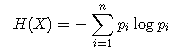 H(X) = − ∑_{i=1}^{n} p_i log p_i